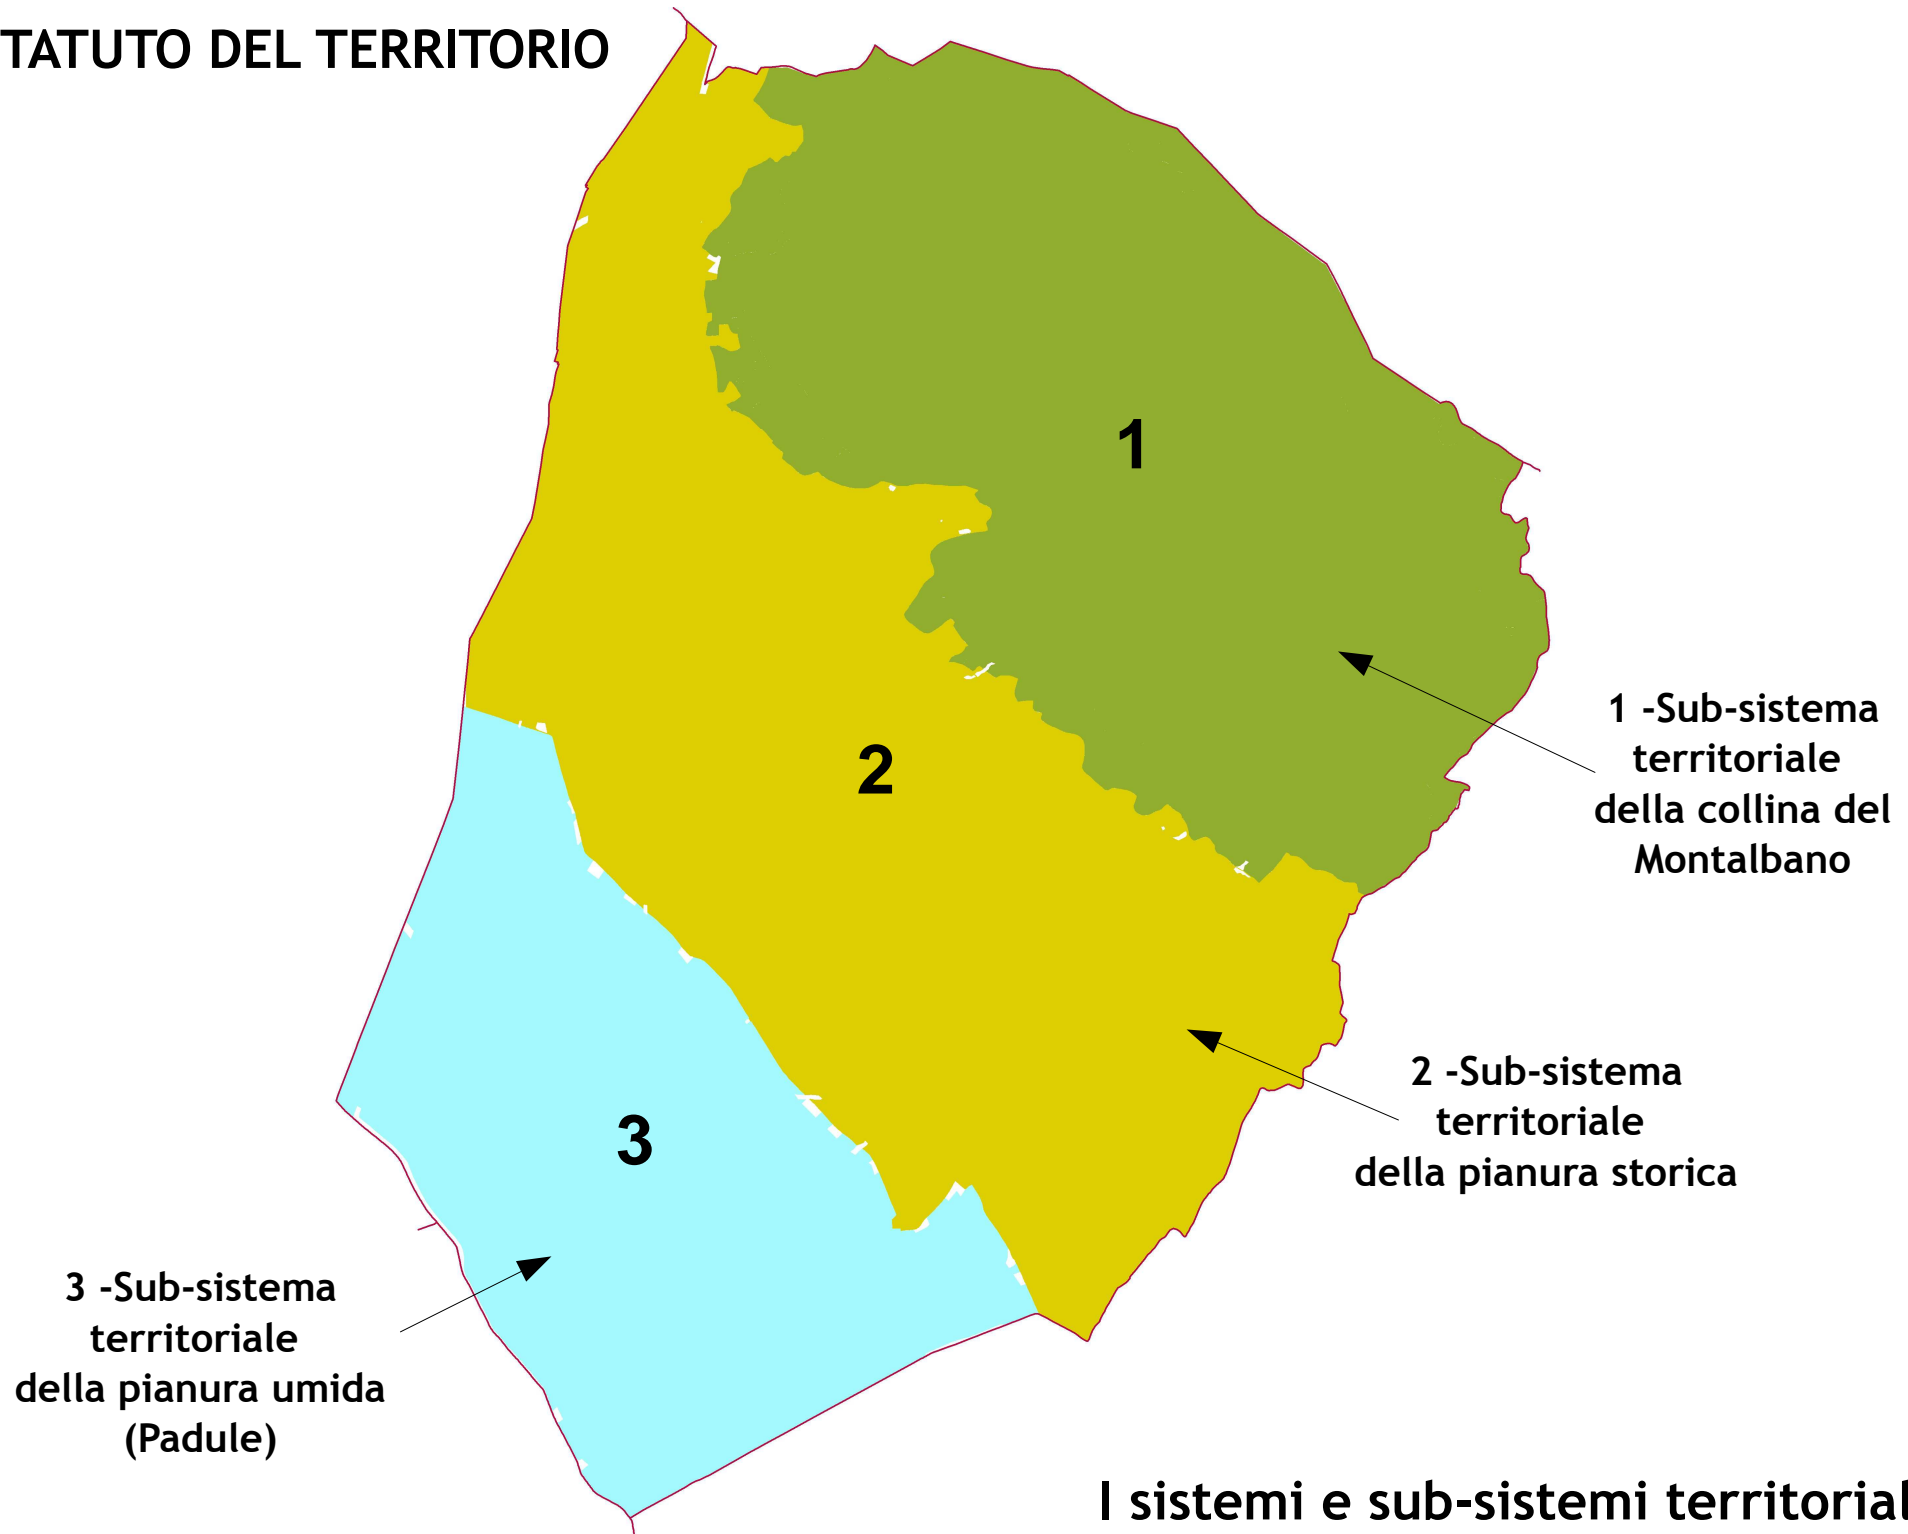 TATUTO DEL TERRITORIO
1
1 -Sub-sistema
territoriale
della collina del
Montalbano
2
2 -Sub-sistema
territoriale
della pianura storica
3
3 -Sub-sistema
territoriale
della pianura umida
(Padule)
I sistemi e sub-sistemi territorial